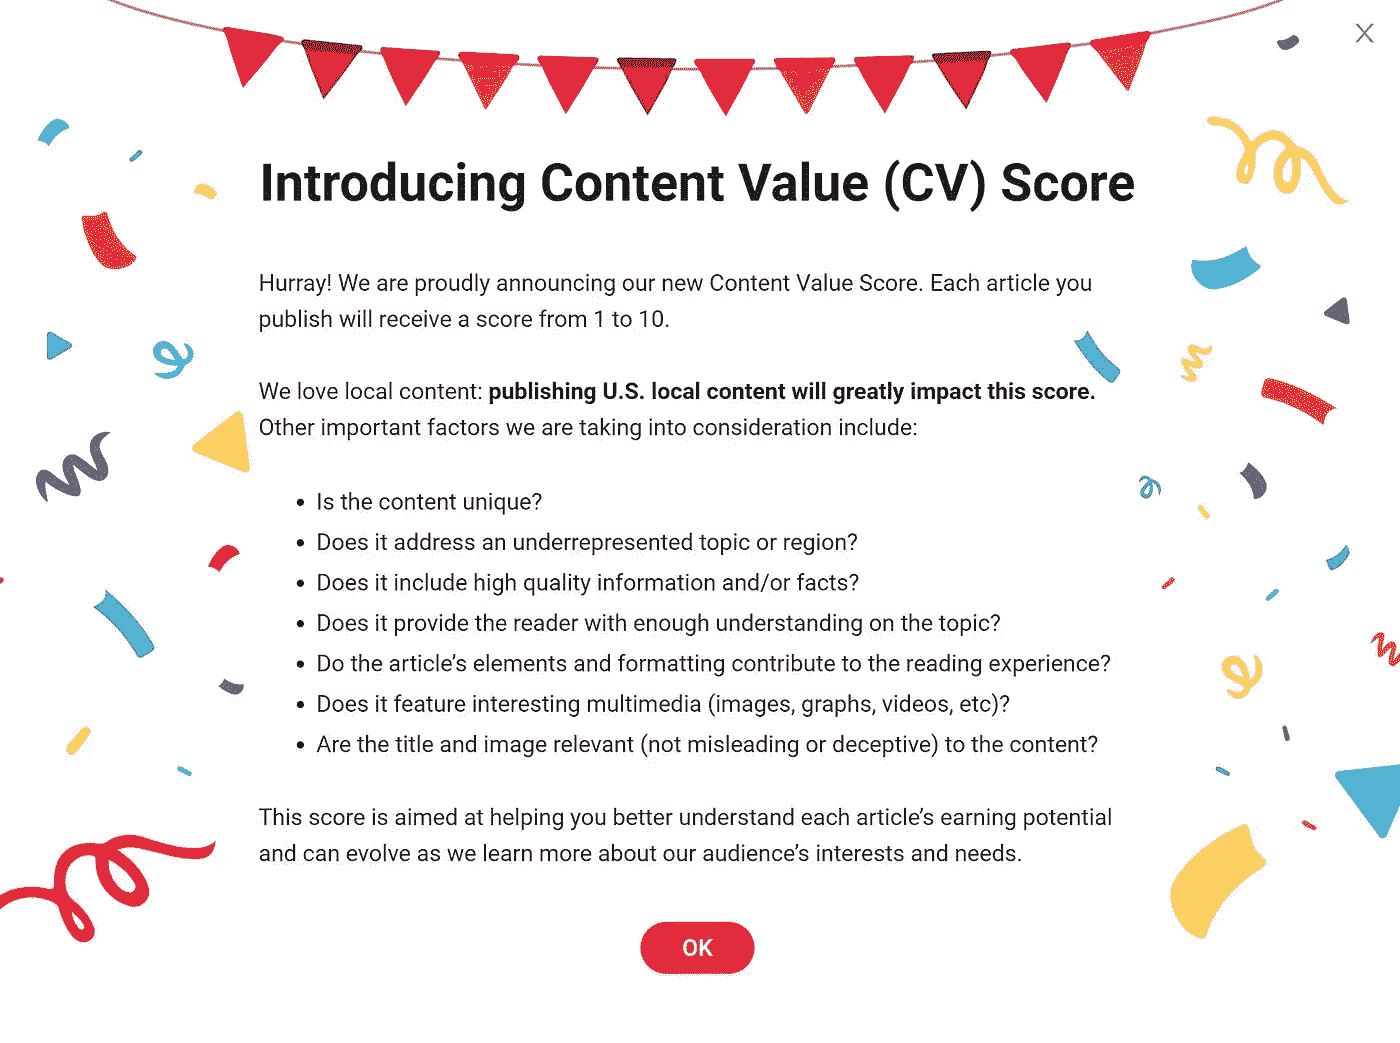 Introducing Content Value (CV) Score
Hurray! We are proudly announcing our new Content Value Score. Each article you
publish will receive a score from 1 to 10.
We love local content: publishing U.S. local content will greatly impact this score.
Other important factors we are taking into consideration include:
• Is the content unique?
• Does it address an underrepresented topic or region?
• Does it include high quality information and/or facts?
• Does it provide the reader with enough understanding on the topic?
• Do the article’s elements and formatting contribute to the reading experience?
• Does it feature interesting multimedia (images, graphs, videos, etc)?
• Are the title and image relevant (not misleading or deceptive) to the content?
This score is aimed at helping you better understand each article’s earning potential
and can evolve as we learn more about our audience’s interests and needs.
OK